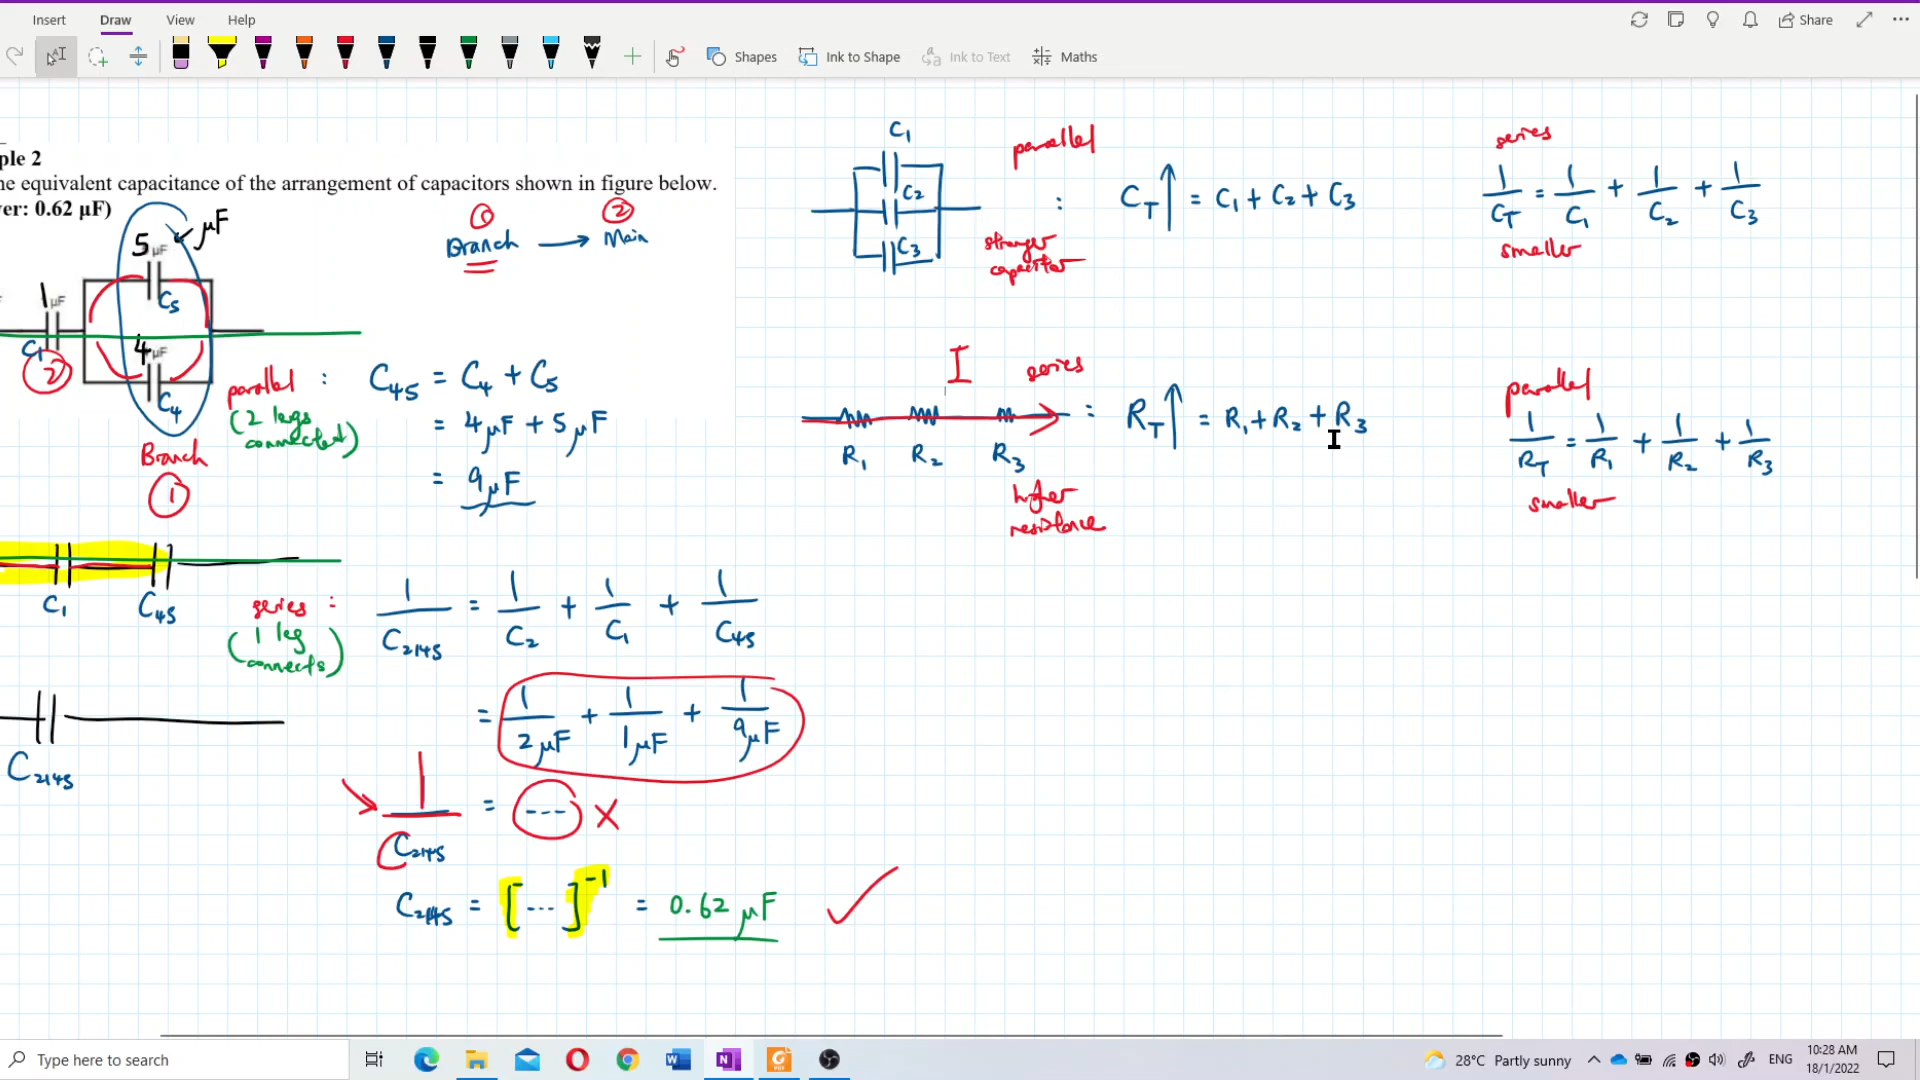 Insert Draw View Help Share
Shapes Ink to Shape Ink to Text Maths
ple 2
he equivalent capacitance of the arrangement of capacitors shown in figure below.
ver: 0.62 µF)
5 µF µF
C5
1 µF
C1
②
4 µF
C4
Branch
①
① ②
Branch → Main
parallel : C45 = C4 + C5
(2 legs connected)
= 4µF + 5µF
= 9µF
C1 C45
series : 1/C2145 = 1/C2 + 1/C1 + 1/C45
(1 leg connects)
= 1/2µF + 1/1µF + 1/9µF
C2145
1/C2145 = --- X
C2145 = [...]⁻¹ = 0.62 µF ✓
C1
C2
C3
parallel
stronger capacitor
: CT↑ = C1 + C2 + C3
series
1/CT = 1/C1 + 1/C2 + 1/C3
smaller
I series
R1 R2 R3
: RT↑ = R1 + R2 + R3
higher resistance
parallel
1/RT = 1/R1 + 1/R2 + 1/R3
smaller
Type here to search
28°C Partly sunny ENG 10:28 AM
18/1/2022